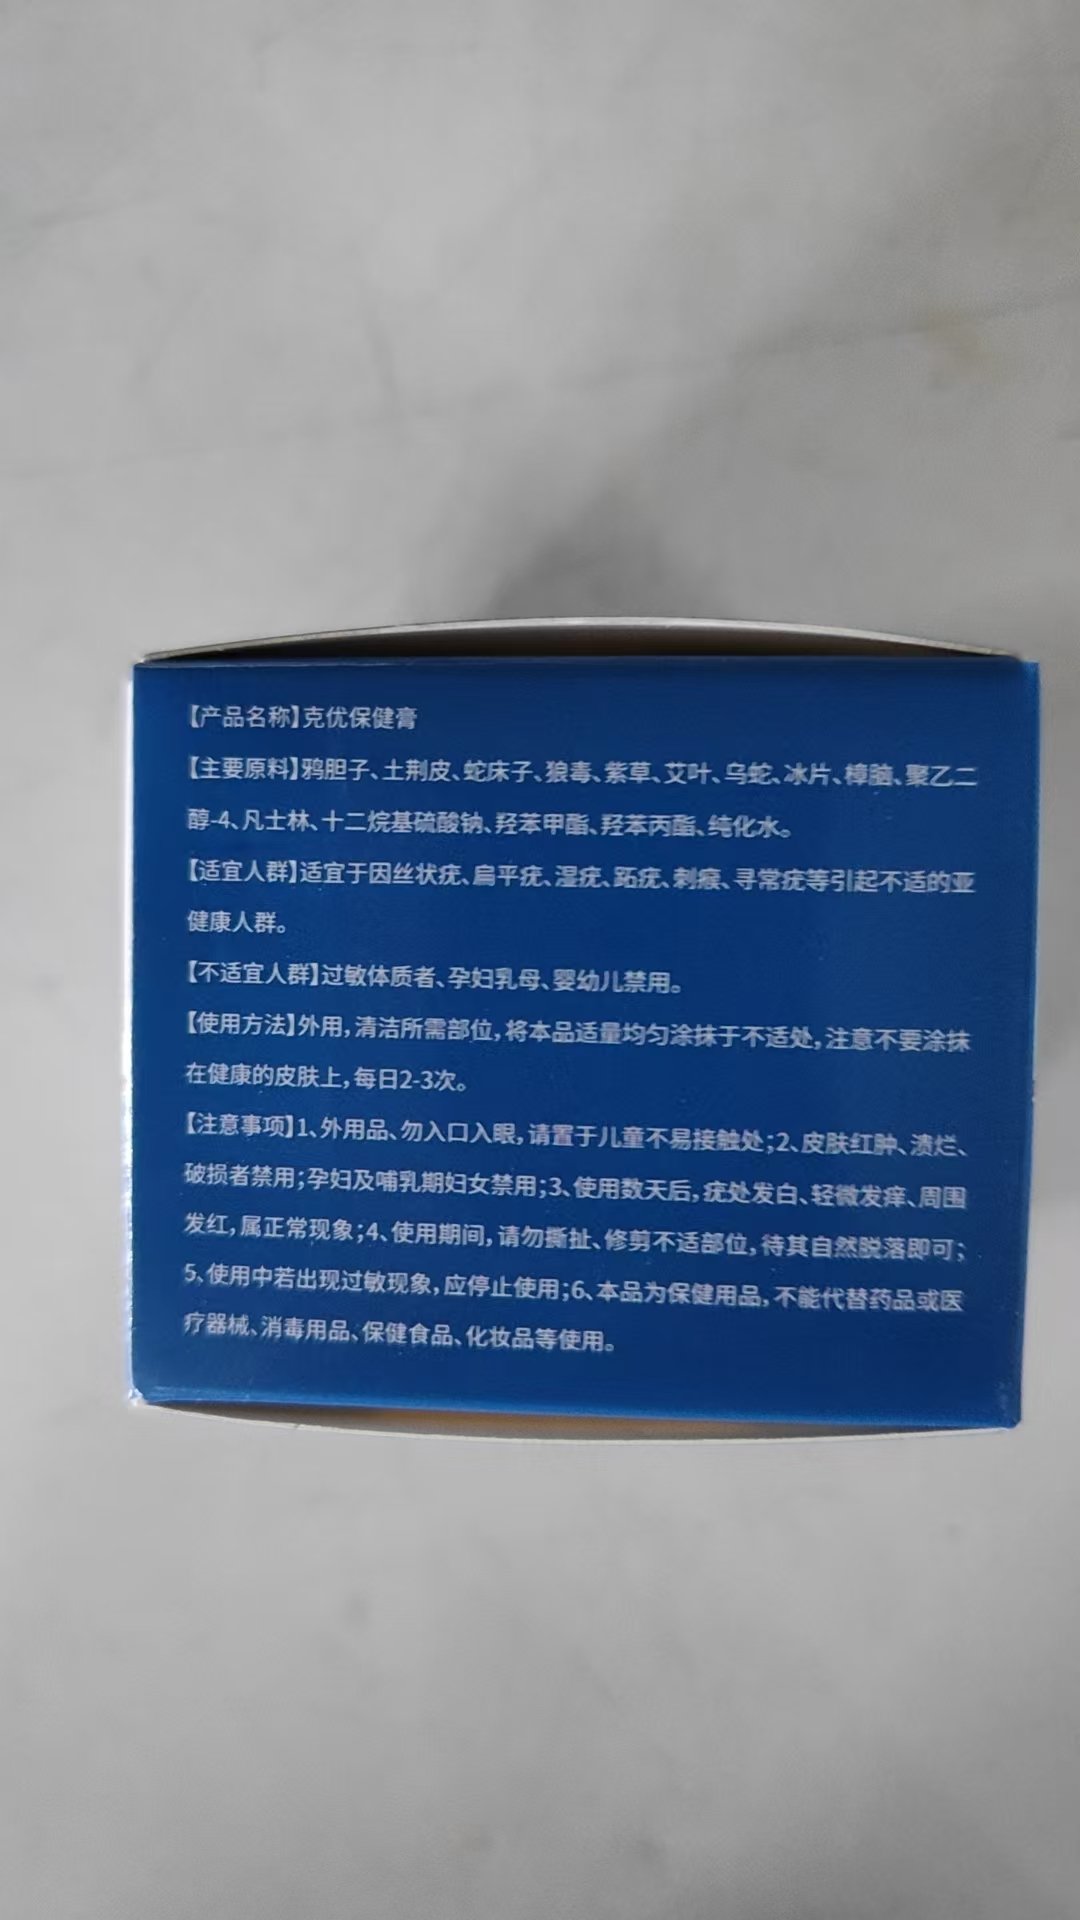 【产品名称】克优保健膏
【主要原料】鸦胆子、土荆皮、蛇床子、狼毒、紫草、艾叶、乌蛇、冰片、樟脑、聚乙二
醇-4、凡士林、十二烷基硫酸钠、羟苯甲酯、羟苯丙酯、纯化水。
【适宜人群】适宜于因丝状疣、扁平疣、湿疣、跖疣、刺瘊、寻常疣等引起不适的亚
健康人群。
【不适宜人群】过敏体质者、孕妇乳母、婴幼儿禁用。
【使用方法】外用，清洁所需部位，将本品适量均匀涂抹于不适处，注意不要涂抹
在健康的皮肤上，每日2-3次。
【注意事项】1、外用品、勿入口入眼，请置于儿童不易接触处；2、皮肤红肿、溃烂、
破损者禁用；孕妇及哺乳期妇女禁用；3、使用数天后，疣处发白、轻微发痒、周围
发红，属正常现象；4、使用期间，请勿撕扯、修剪不适部位，待其自然脱落即可；
5、使用中若出现过敏现象，应停止使用；6、本品为保健用品，不能代替药品或医
疗器械、消毒用品、保健食品、化妆品等使用。